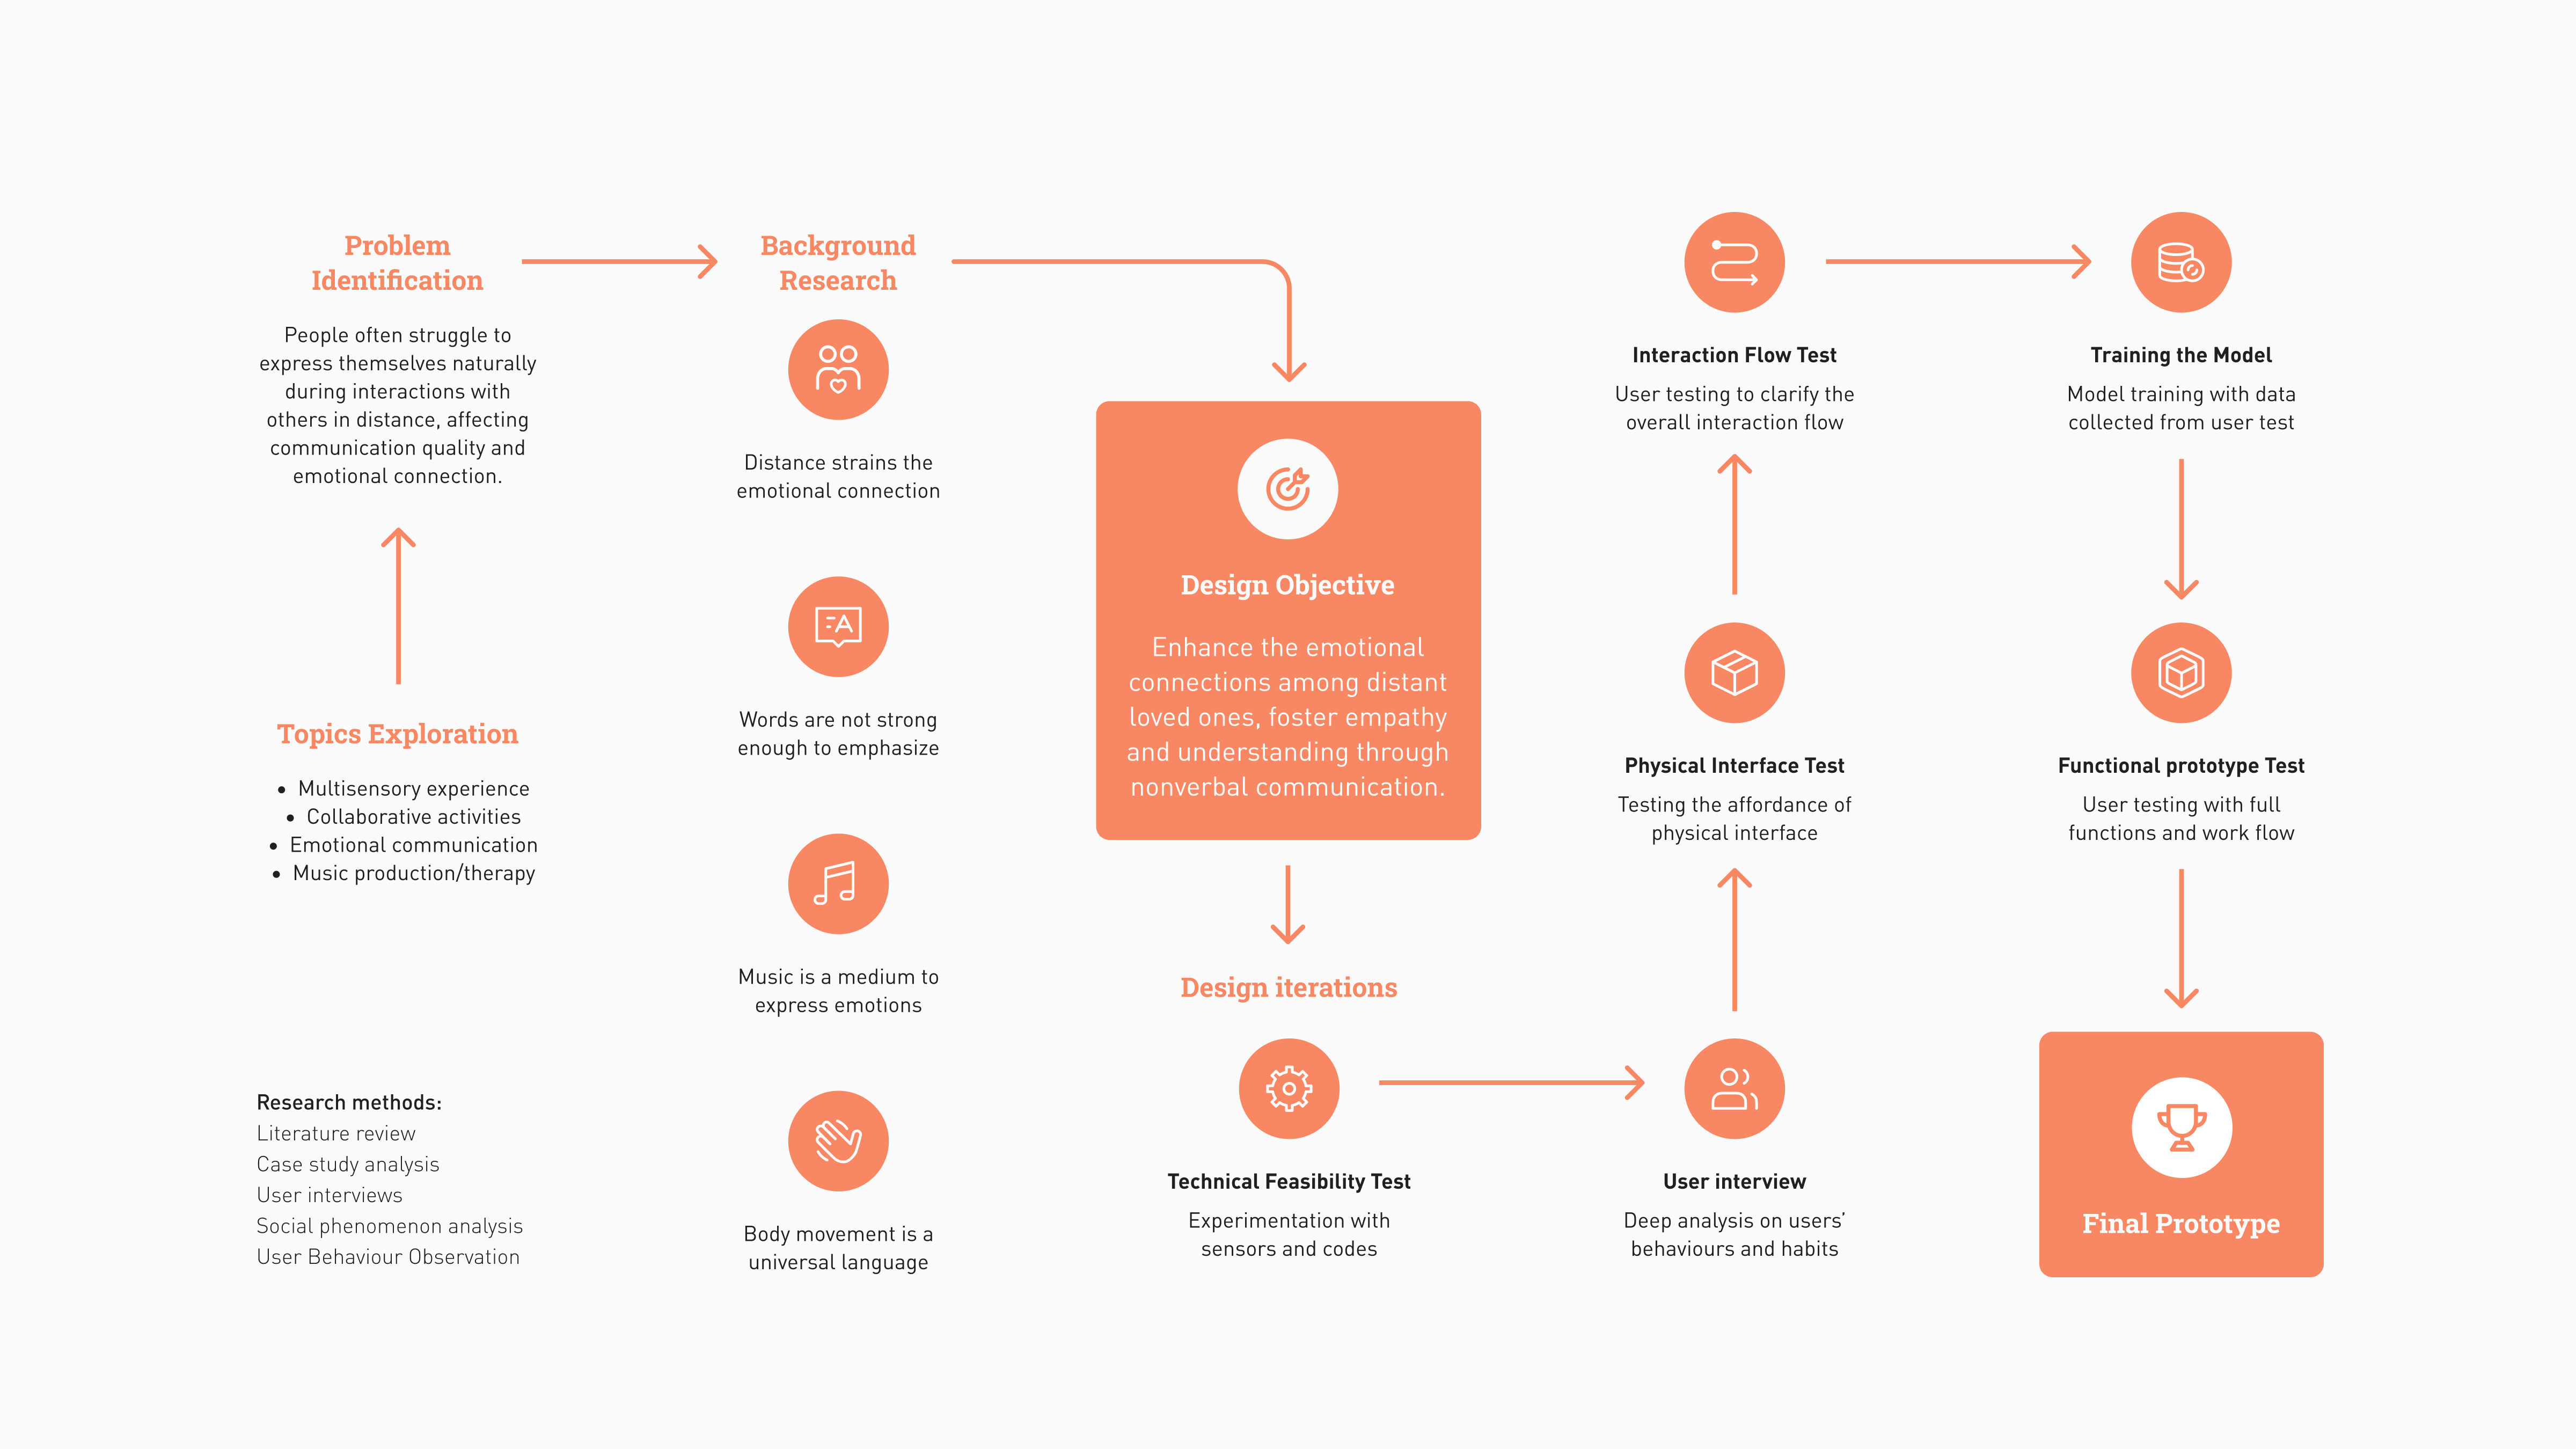 Problem
Identification
People often struggle to
express themselves naturally
during interactions with
others in distance, affecting
communication quality and
emotional connection.
Topics Exploration
• Multisensory experience
• Collaborative activities
• Emotional communication
• Music production/therapy
Research methods:
Literature review
Case study analysis
User interviews
Social phenomenon analysis
User Behaviour Observation
Background
Research
Distance strains the
emotional connection
A
Words are not strong
enough to emphasize
Music is a medium to
express emotions
Body movement is a
universal language
Design Objective
Enhance the emotional
connections among distant
loved ones, foster empathy
and understanding through
nonverbal communication.
Design iterations
Technical Feasibility Test
Experimentation with
sensors and codes
User interview
Deep analysis on users’
behaviours and habits
Physical Interface Test
Testing the affordance of
physical interface
Interaction Flow Test
User testing to clarify the
overall interaction flow
Training the Model
Model training with data
collected from user test
Functional prototype Test
User testing with full
functions and work flow
Final Prototype